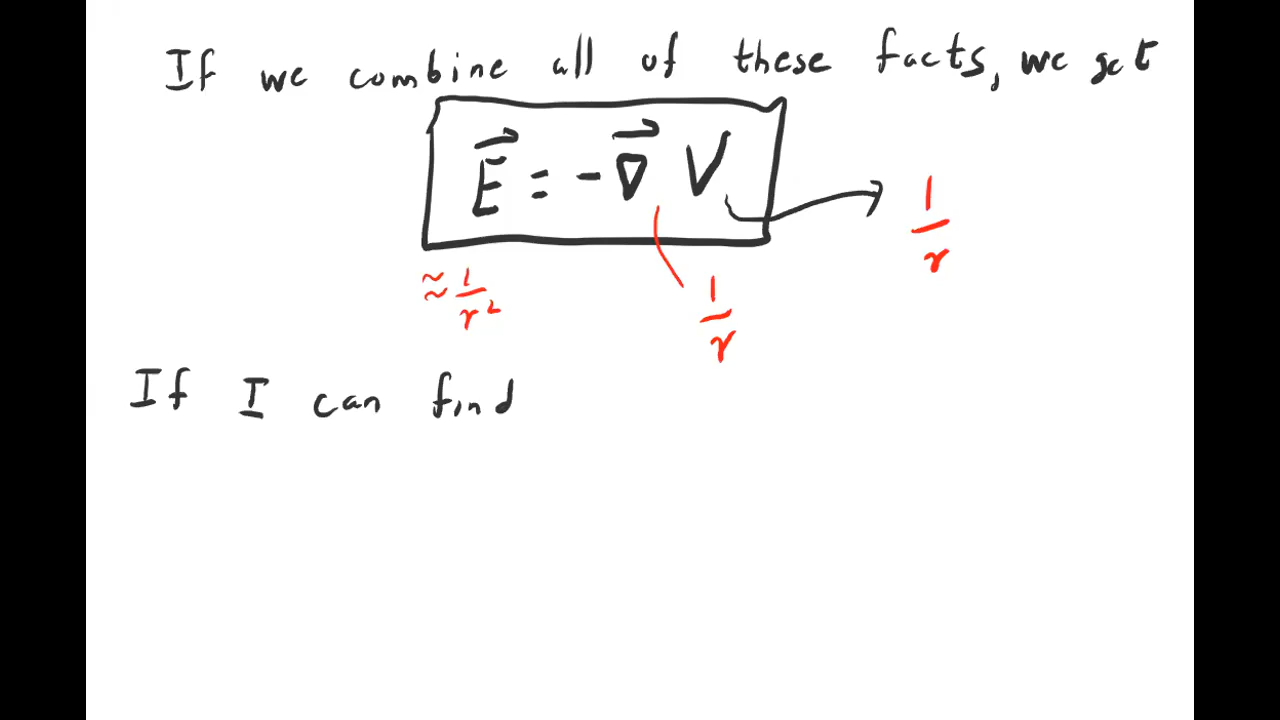 If we combine all of these facts, we get
E⃗ = -∇⃗ V → 1/r
≈ 1/r²
1/r
If I can find